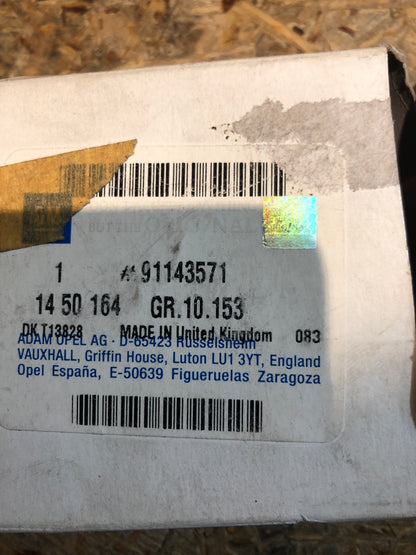 1 # 91143571
14 50 164 GR.10.153
DK T13828 MADE IN United Kingdom 083
ADAM OPEL AG · D-65423 Rüsselsheim
VAUXHALL, Griffin House, Luton LU1 3YT, England
Opel España, E-50639 Figueruelas Zaragoza